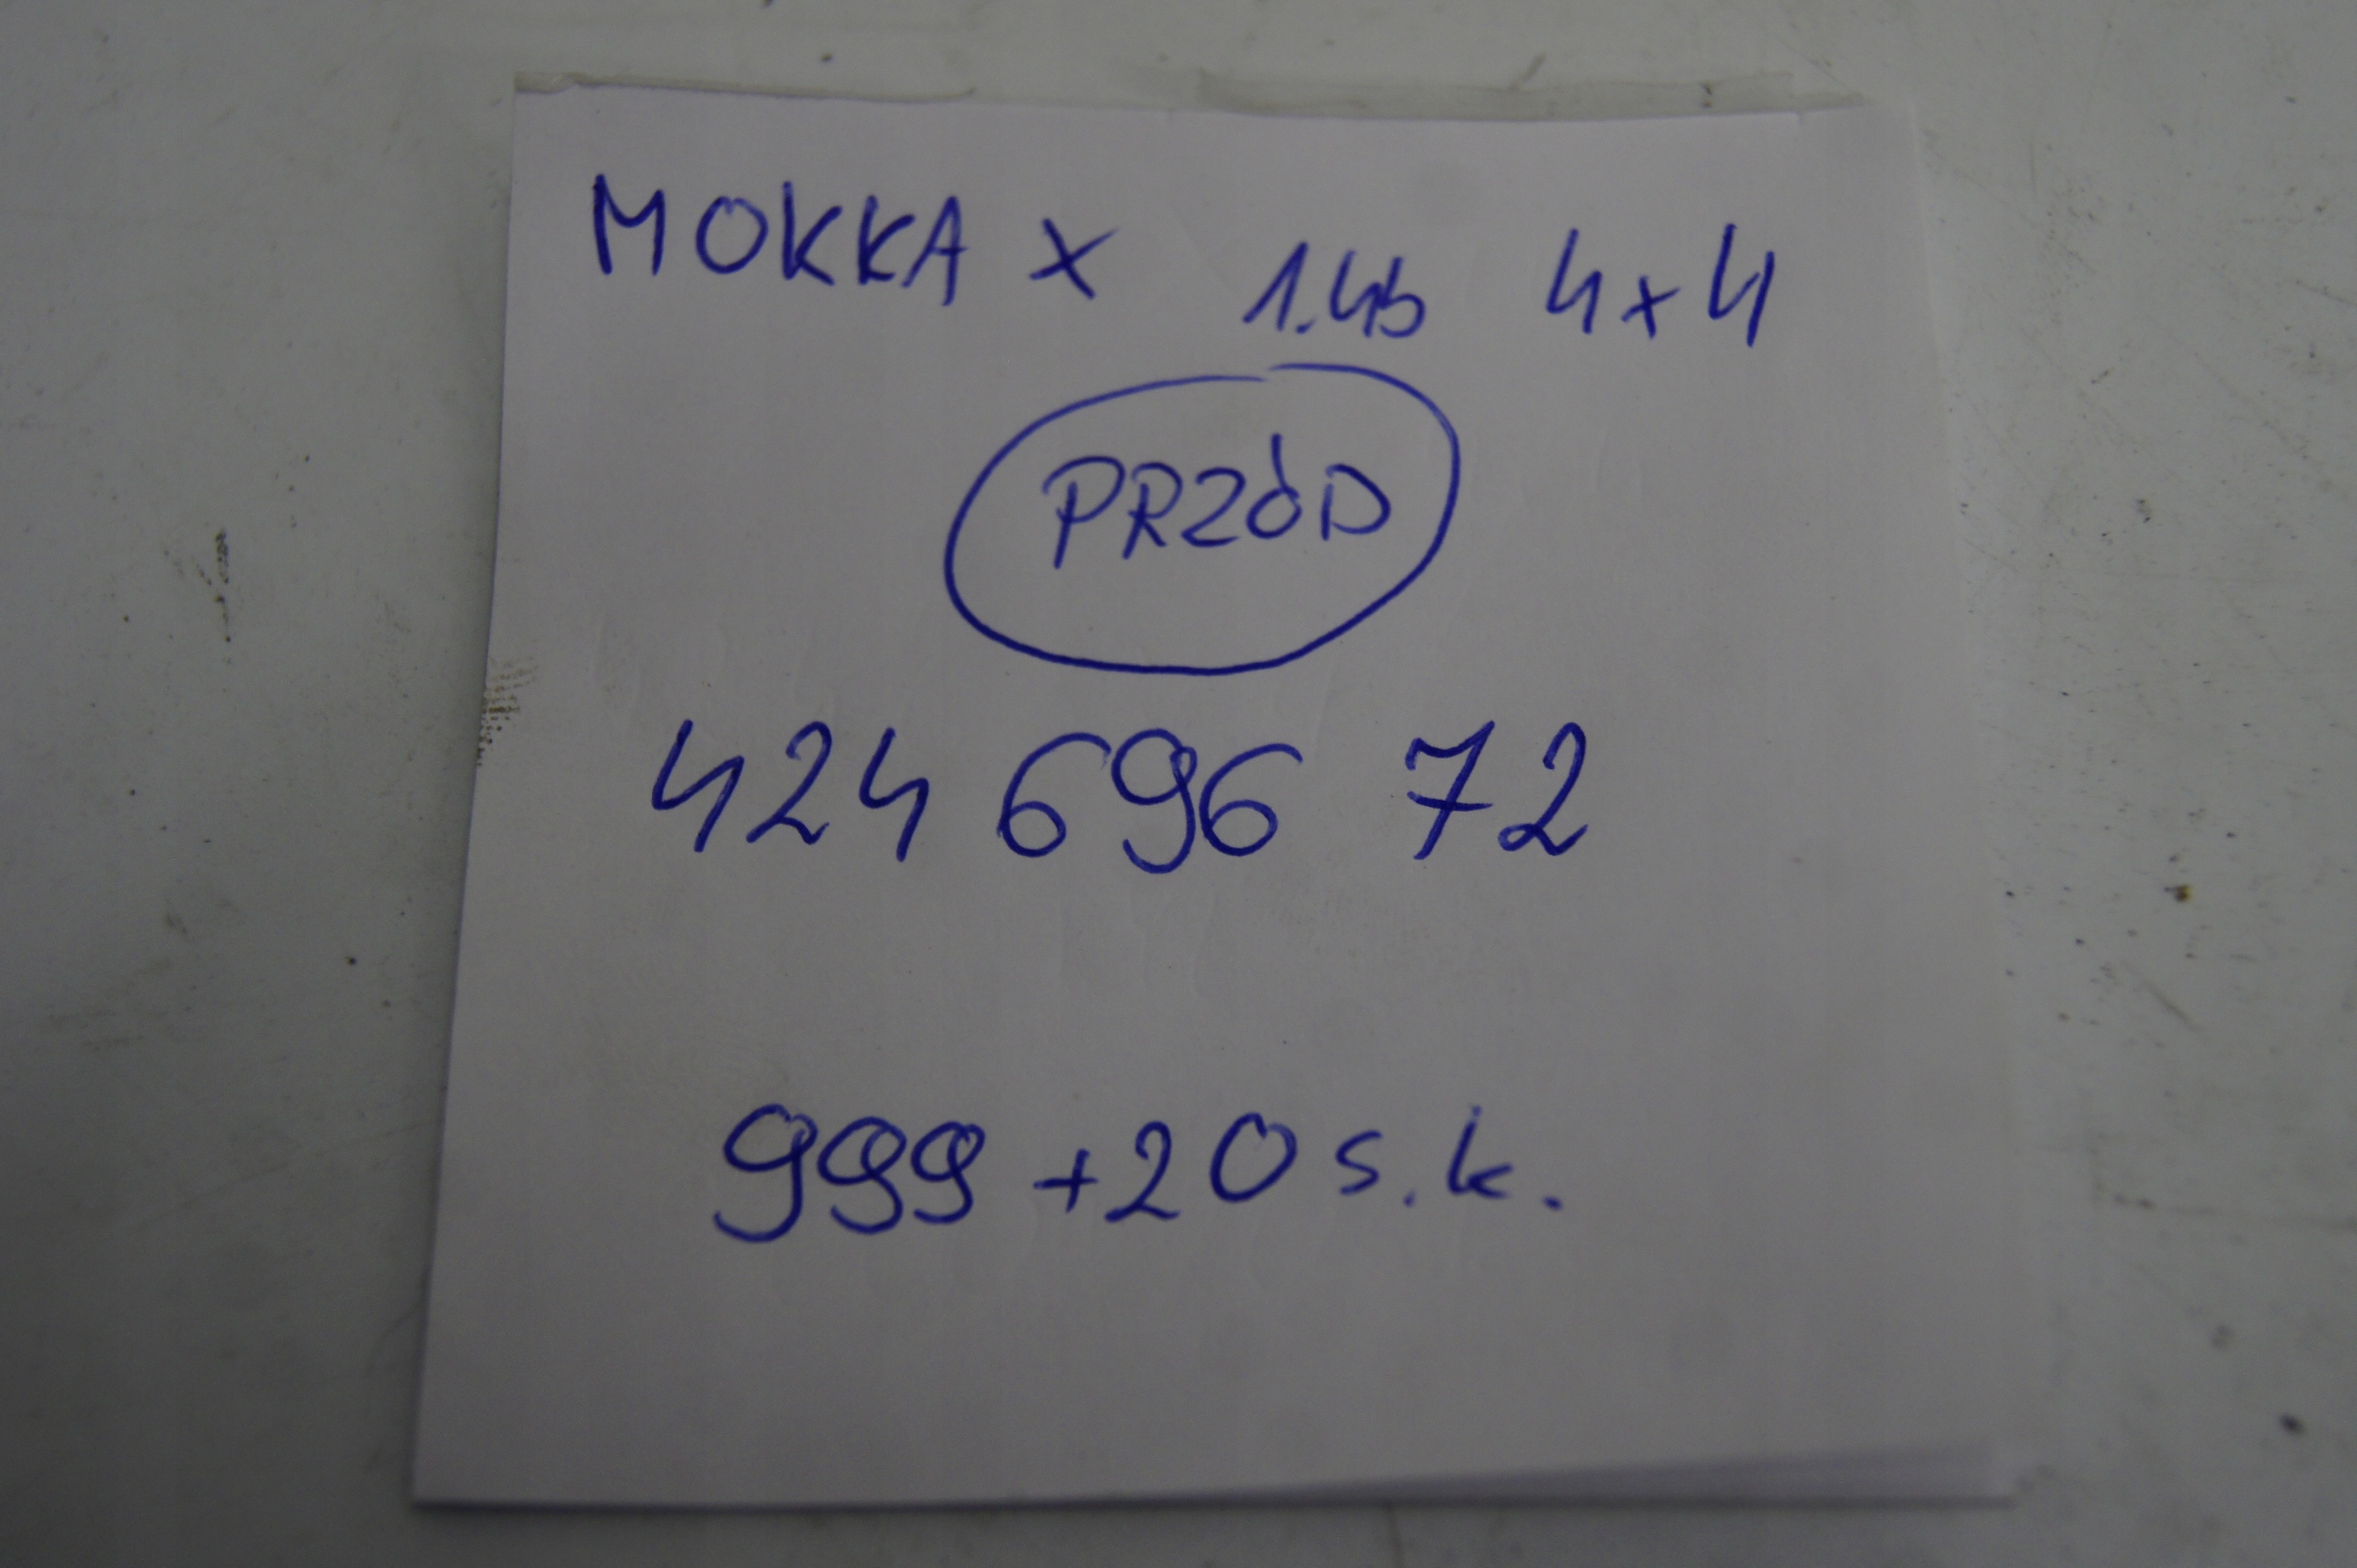 MOKKA X 1.4b 4x4
PRZÓD
424 696 72
999 + 20 s.k.